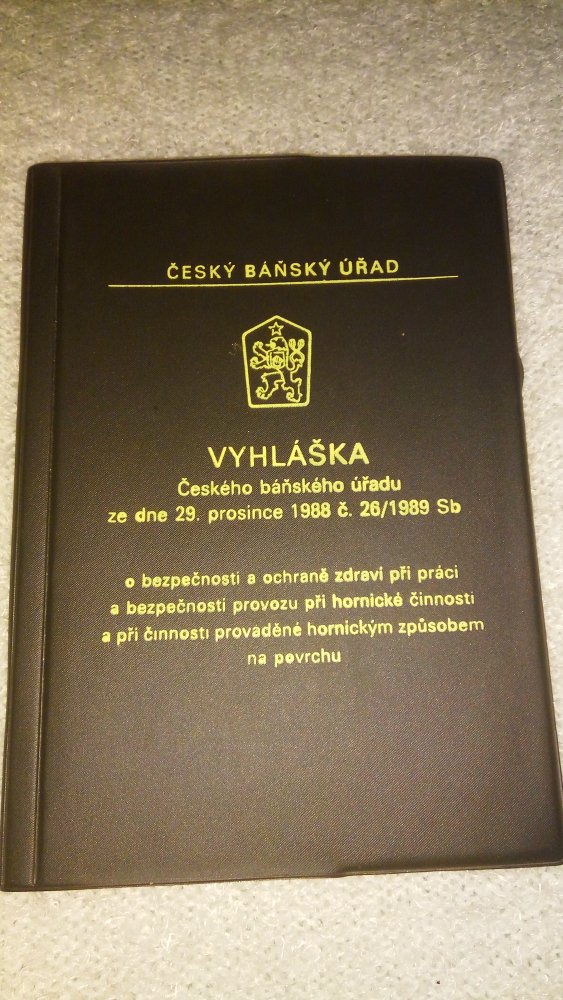 ČESKÝ BÁŇSKÝ ÚŘAD
VYHLÁŠKA
Českého báňského úřadu
ze dne 29. prosince 1988 č. 26/1989 Sb
o bezpečnosti a ochraně zdraví při práci
a bezpečnosti provozu při hornické činnosti
a při činnosti prováděné hornickým způsobem
na povrchu